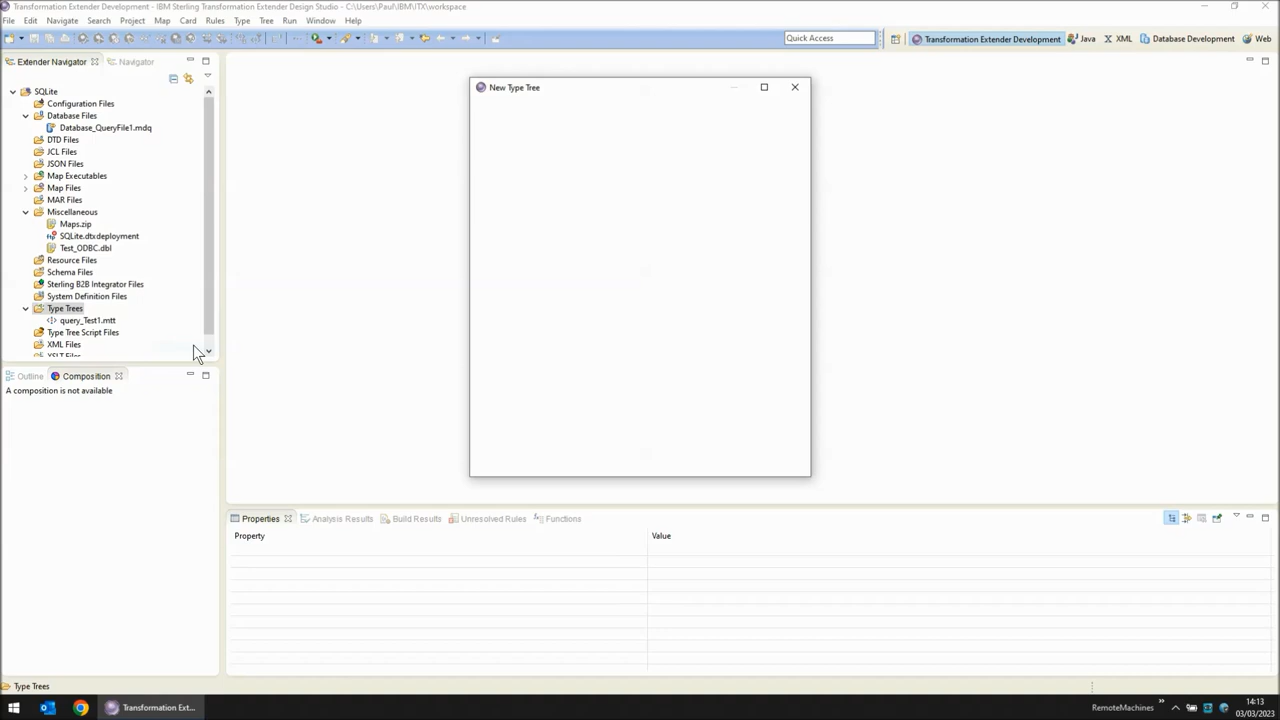 Transformation Extender Development - IBM Sterling Transformation Extender Design Studio - C:\Users\Paul\IBM\ITX\workspace
File Edit Navigate Search Project Map Card Rules Type Tree Run Window Help
Quick Access
Transformation Extender Development Java XML Database Development Web
Extender Navigator Navigator
New Type Tree
SQLite
Configuration Files
Database Files
Database_QueryFile1.mdq
DTD Files
JCL Files
JSON Files
Map Executables
Map Files
MAR Files
Miscellaneous
Maps.zip
SQLite.dtxdeployment
Test_ODBC.dbl
Resource Files
Schema Files
Sterling B2B Integrator Files
System Definition Files
Type Trees
query_Test1.mtt
Type Tree Script Files
XML Files
XSLT Files
Outline Composition
A composition is not available
Properties Analysis Results Build Results Unresolved Rules Functions
Property Value
Type Trees
Transformation Ext...
RemoteMachines
14:13
03/03/2023